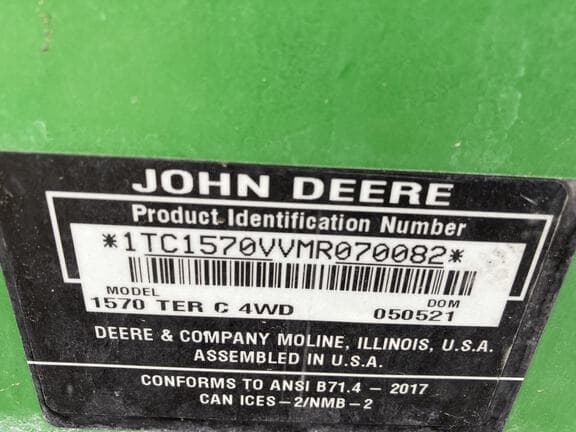 JOHN DEERE
Product Identification Number
*1TC1570VVMR070082*
MODEL DOM
1570 TER C 4WD 050521
DEERE & COMPANY MOLINE, ILLINOIS, U.S.A.
ASSEMBLED IN U.S.A.
CONFORMS TO ANSI B71.4 – 2017
CAN ICES–2/NMB–2